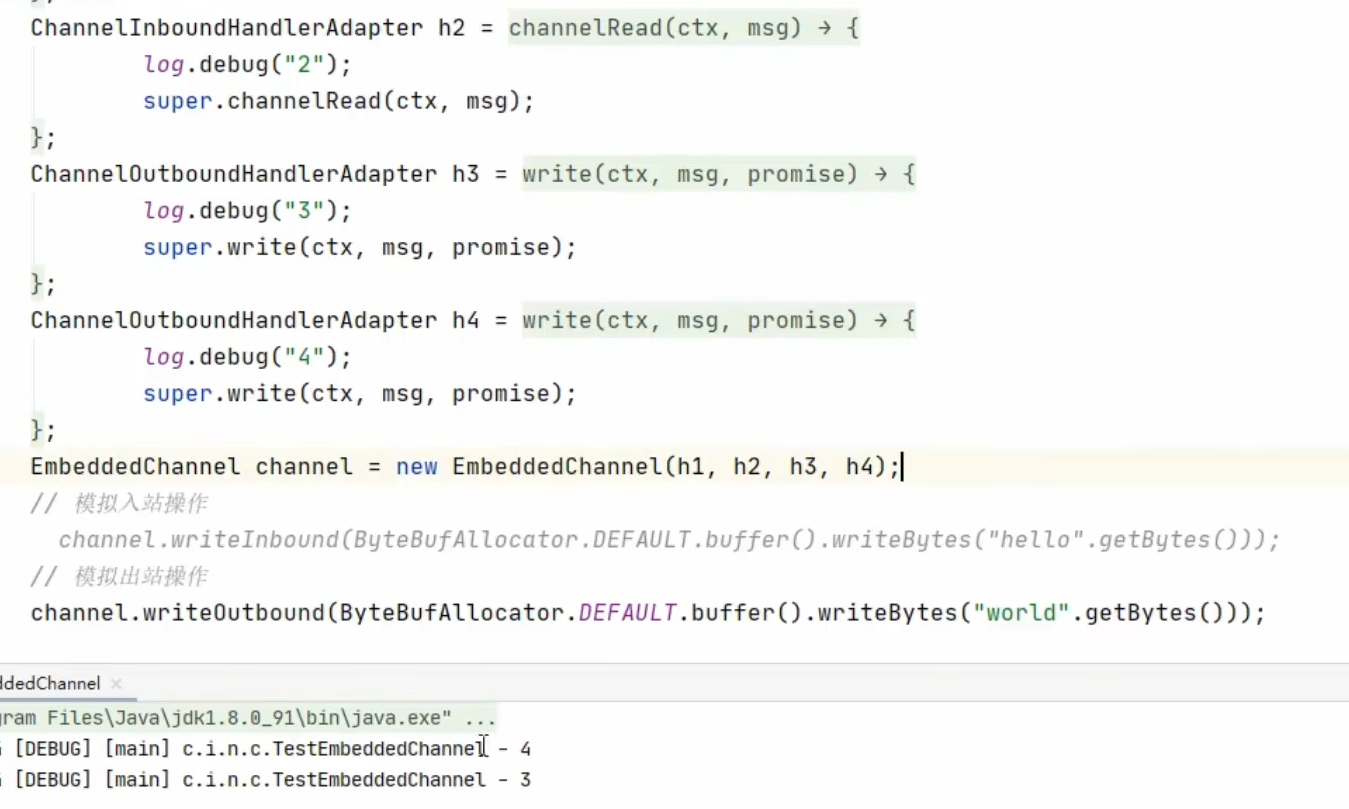 };
ChannelInboundHandlerAdapter h2 = channelRead(ctx, msg) → {
log.debug("2");
super.channelRead(ctx, msg);
};
ChannelOutboundHandlerAdapter h3 = write(ctx, msg, promise) → {
log.debug("3");
super.write(ctx, msg, promise);
};
ChannelOutboundHandlerAdapter h4 = write(ctx, msg, promise) → {
log.debug("4");
super.write(ctx, msg, promise);
};
EmbeddedChannel channel = new EmbeddedChannel(h1, h2, h3, h4);
// 模拟入站操作
channel.writeInbound(ByteBufAllocator.DEFAULT.buffer().writeBytes("hello".getBytes()));
// 模拟出站操作
channel.writeOutbound(ByteBufAllocator.DEFAULT.buffer().writeBytes("world".getBytes()));
ddedChannel ×
gram Files\Java\jdk1.8.0_91\bin\java.exe" ...
[DEBUG] [main] c.i.n.c.TestEmbeddedChannel - 4
[DEBUG] [main] c.i.n.c.TestEmbeddedChannel - 3